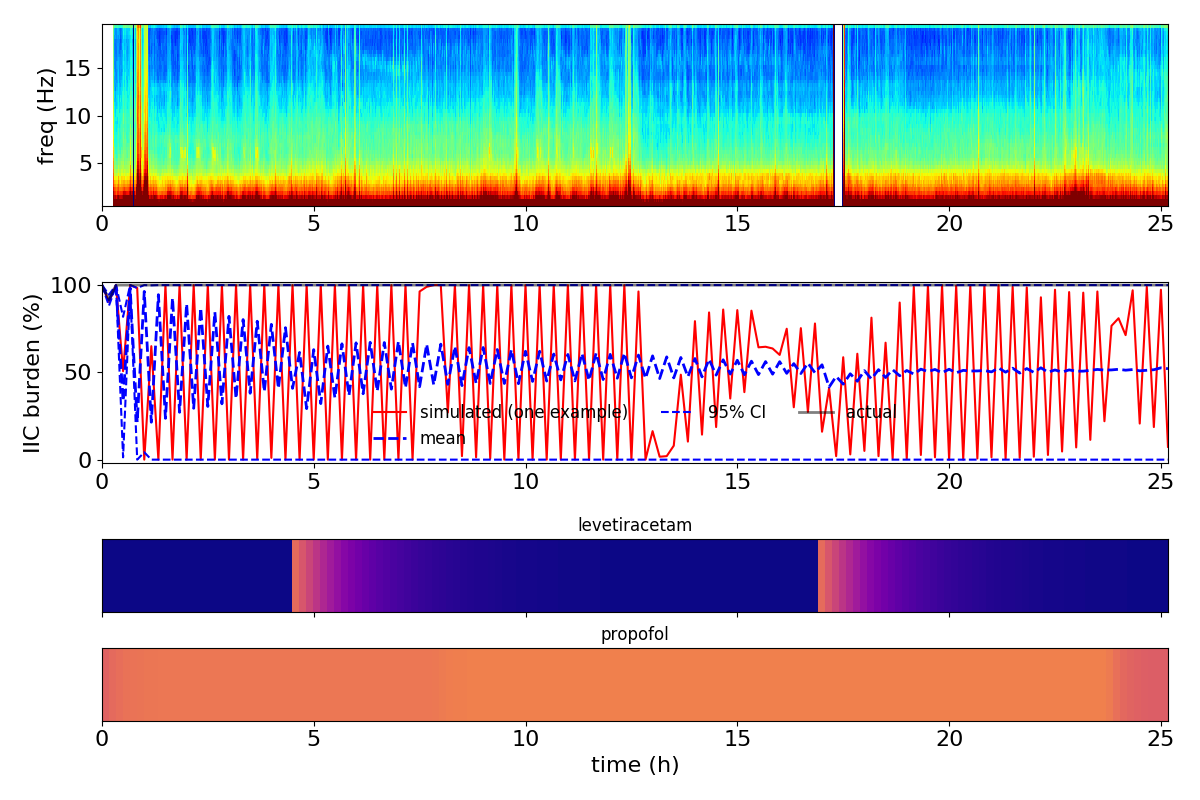 freq (Hz)
15
10
5
0 5 10 15 20 25
IIC burden (%)
100
50
0
simulated (one example) 95% CI actual
mean
0 5 10 15 20 25
levetiracetam
propofol
0 5 10 15 20 25
time (h)